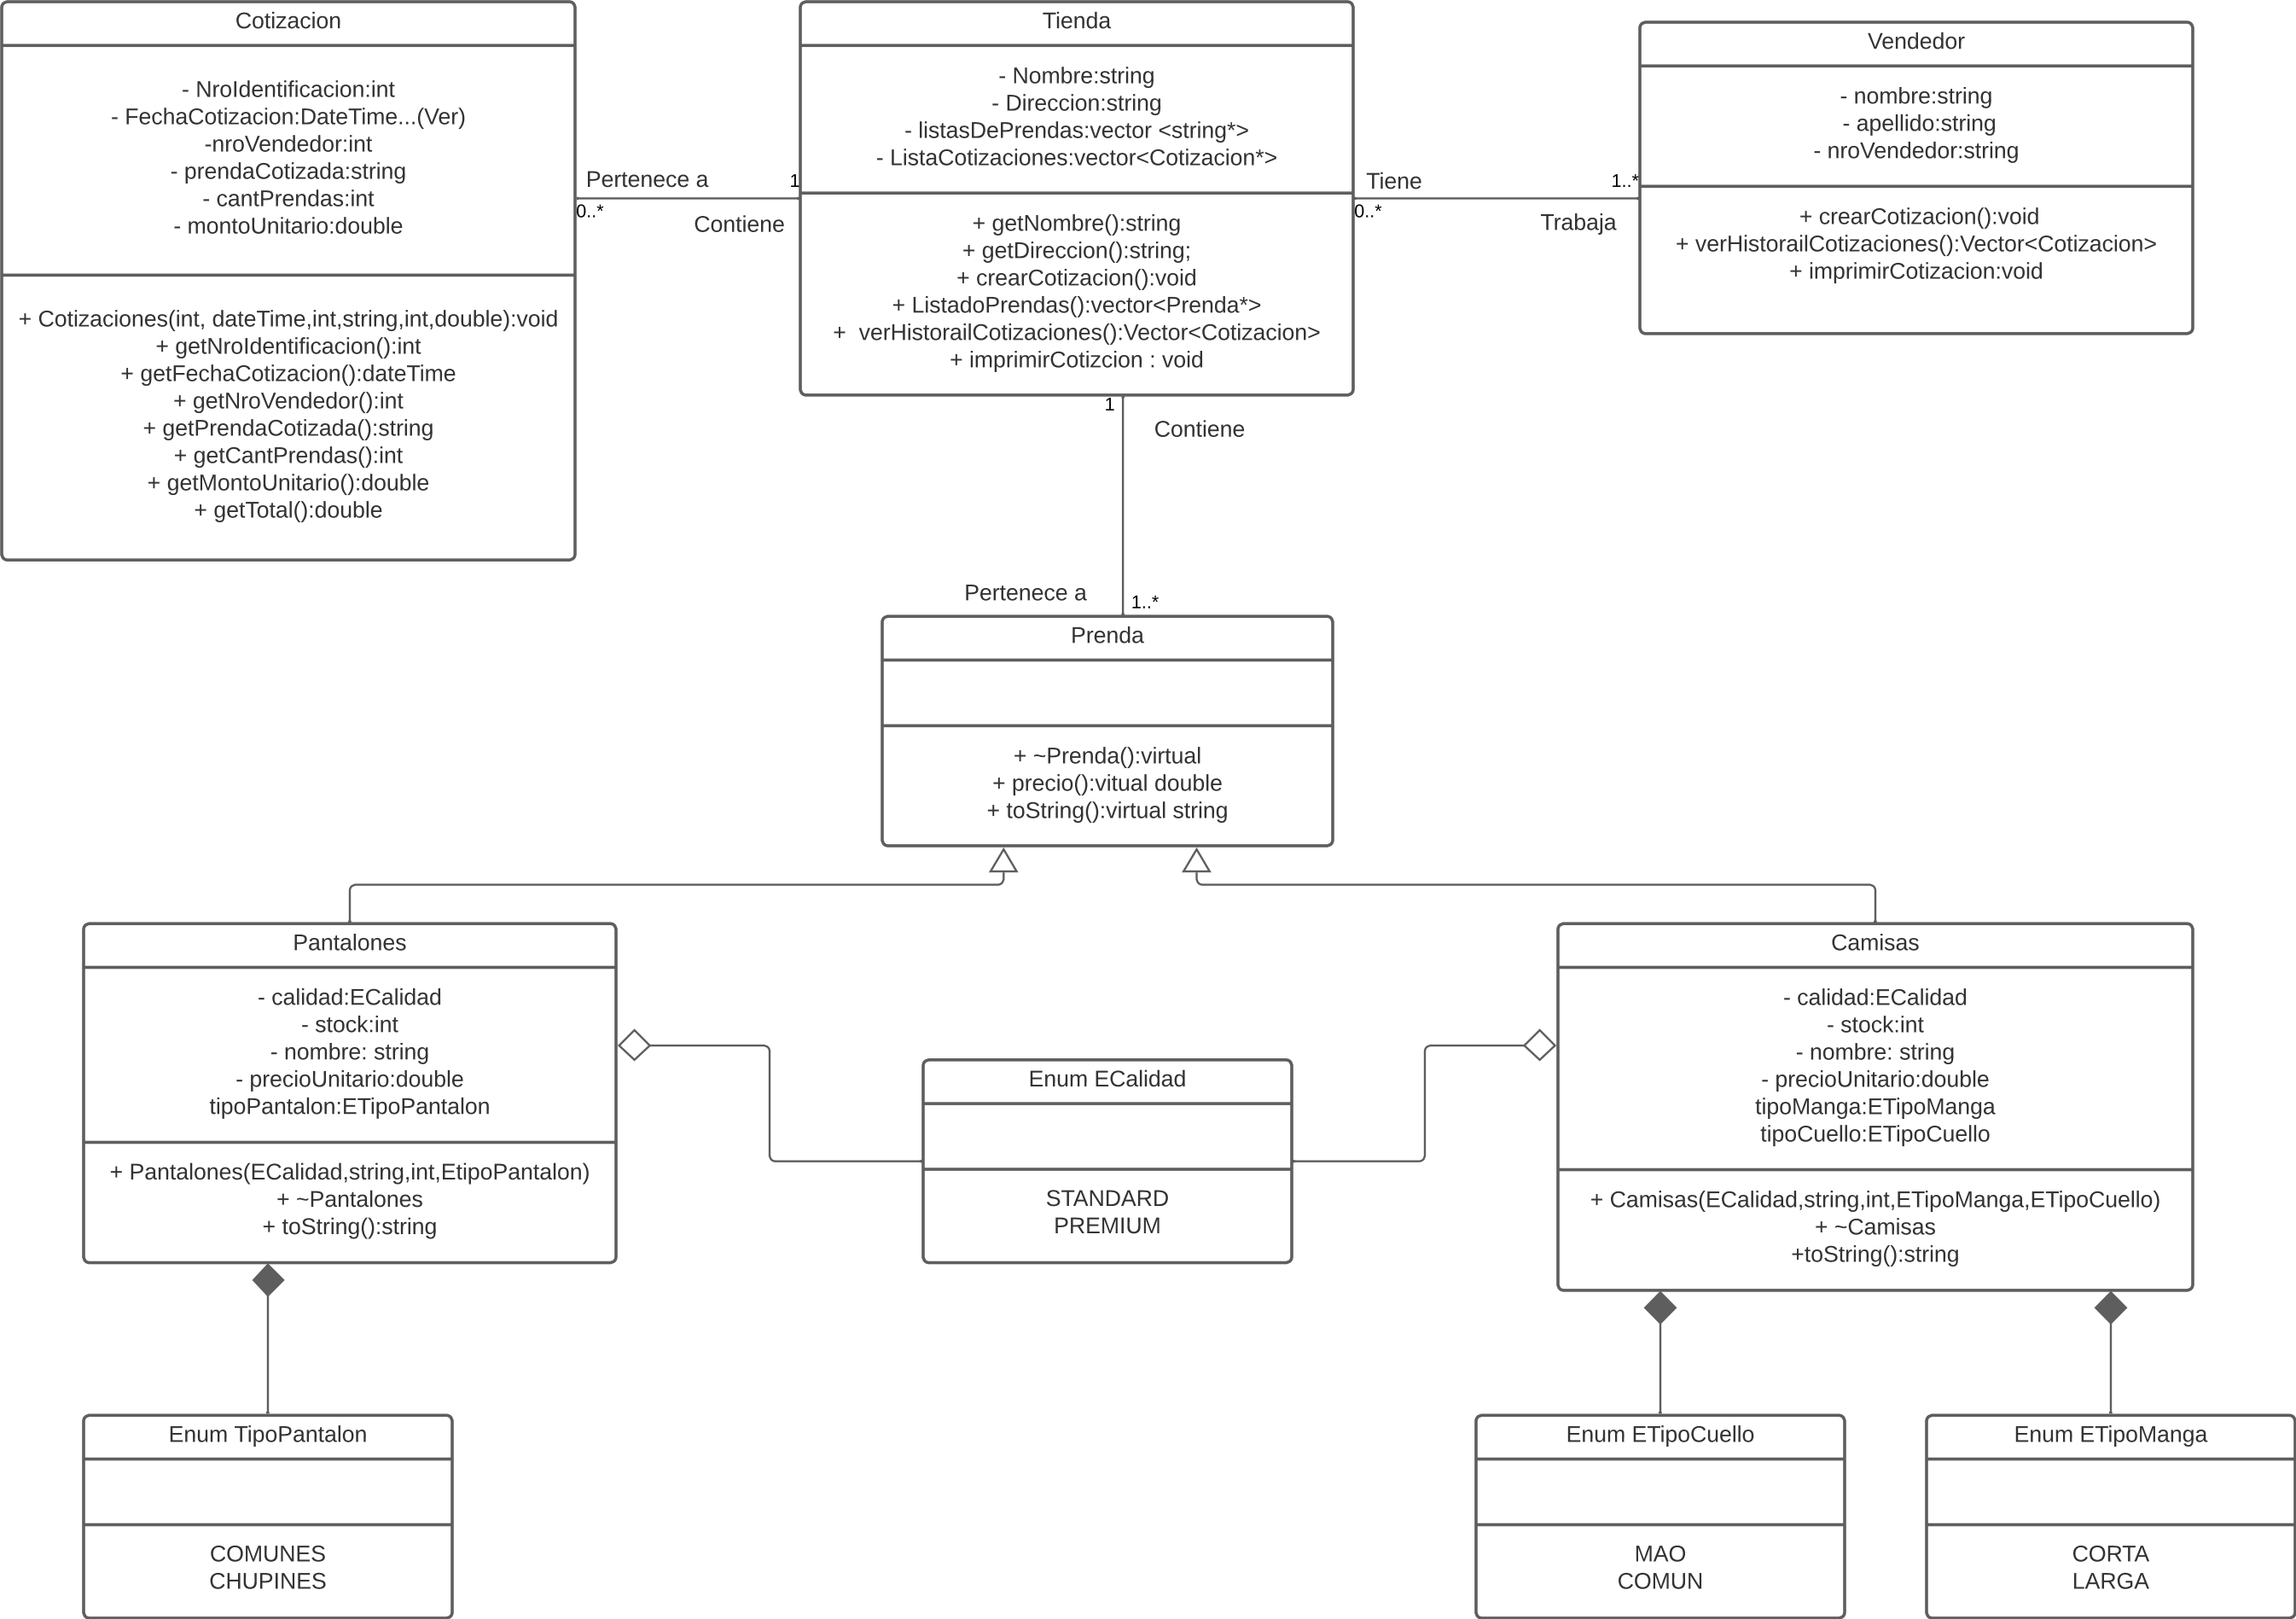 Cotizacion
- NroIdentificacion:int
- FechaCotizacion:DateTime...(Ver)
-nroVendedor:int
- prendaCotizada:string
- cantPrendas:int
- montoUnitario:double
+ Cotizaciones(int, dateTime,int,string,int,double):void
+ getNroIdentificacion():int
+ getFechaCotizacion():dateTime
+ getNroVendedor():int
+ getPrendaCotizada():string
+ getCantPrendas():int
+ getMontoUnitario():double
+ getTotal():double
Pertenece a
1
0..*
Contiene
Tienda
- Nombre:string
- Direccion:string
- listasDePrendas:vector <string*>
- ListaCotizaciones:vector<Cotizacion*>
+ getNombre():string
+ getDireccion():string;
+ crearCotizacion():void
+ ListadoPrendas():vector<Prenda*>
+  verHistorailCotizaciones():Vector<Cotizacion>
+ imprimirCotizcion : void
Tiene
1..*
0..*
Trabaja
Vendedor
- nombre:string
- apellido:string
- nroVendedor:string
+ crearCotizacion():void
+ verHistorailCotizaciones():Vector<Cotizacion>
+ imprimirCotizacion:void
1
Contiene
Pertenece a
1..*
Prenda
+ ~Prenda():virtual
+ precio():vitual double
+ toString():virtual string
Pantalones
- calidad:ECalidad
- stock:int
- nombre: string
- precioUnitario:double
tipoPantalon:ETipoPantalon
+ Pantalones(ECalidad,string,int,EtipoPantalon)
+ ~Pantalones
+ toString():string
Enum ECalidad
STANDARD
PREMIUM
Camisas
- calidad:ECalidad
- stock:int
- nombre: string
- precioUnitario:double
tipoManga:ETipoManga
tipoCuello:ETipoCuello
+ Camisas(ECalidad,string,int,ETipoManga,ETipoCuello)
+ ~Camisas
+toString():string
Enum TipoPantalon
COMUNES
CHUPINES
Enum ETipoCuello
MAO
COMUN
Enum ETipoManga
CORTA
LARGA